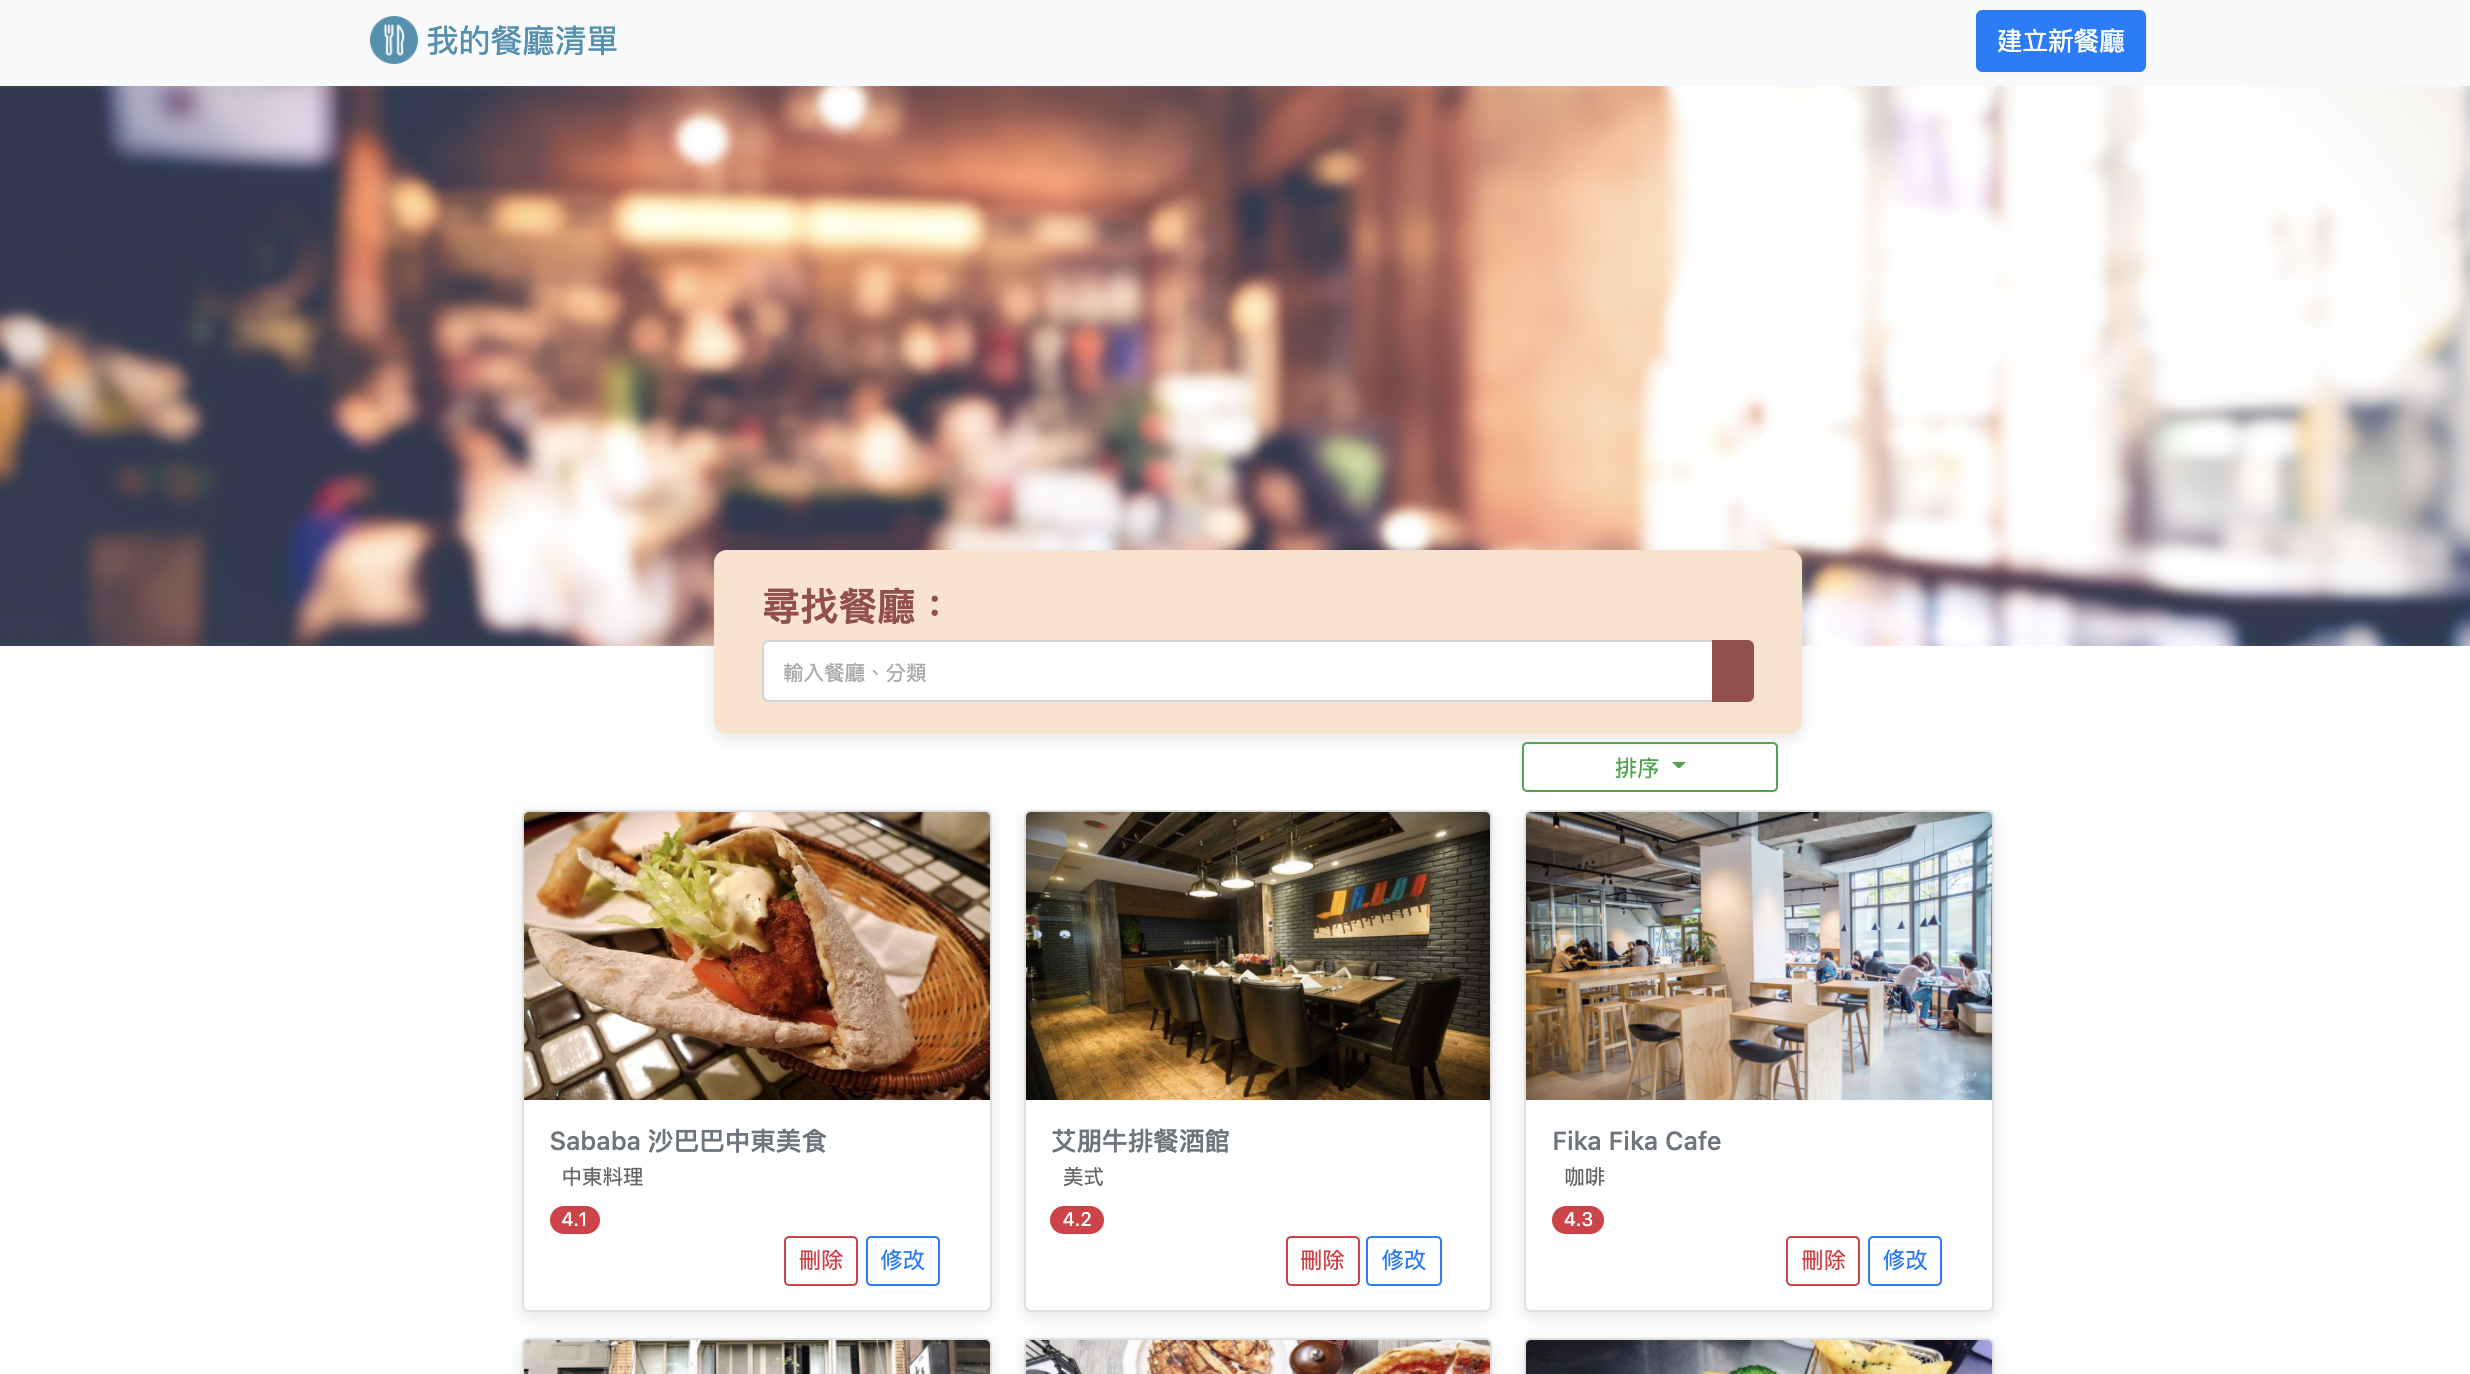 我的餐廳清單
建立新餐廳
尋找餐廳：
輸入餐廳、分類
排序
Sababa 沙巴巴中東美食
中東料理
4.1
刪除 修改
艾朋牛排餐酒館
美式
4.2
刪除 修改
Fika Fika Cafe
咖啡
4.3
刪除 修改